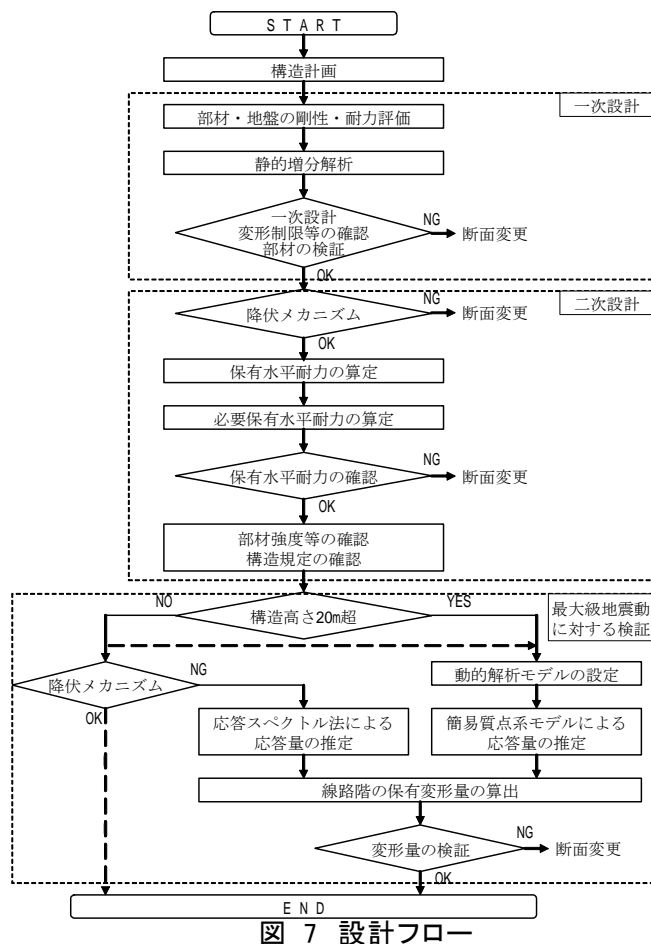 START
構造計画
一次設計
部材・地盤の剛性・耐力評価
静的増分解析
一次設計
変形制限等の確認
部材の検証
NG
断面変更
OK
二次設計
降伏メカニズム
NG
断面変更
OK
保有水平耐力の算定
必要保有水平耐力の算定
保有水平耐力の確認
NG
断面変更
OK
部材強度等の確認
構造規定の確認
最大級地震動
に対する検証
NO
構造高さ20m超
YES
降伏メカニズム
NG
OK
動的解析モデルの設定
応答スペクトル法による
応答量の推定
簡易質点系モデルによる
応答量の推定
線路階の保有変形量の算出
変形量の検証
NG
断面変更
OK
END
図 7 設計フロー